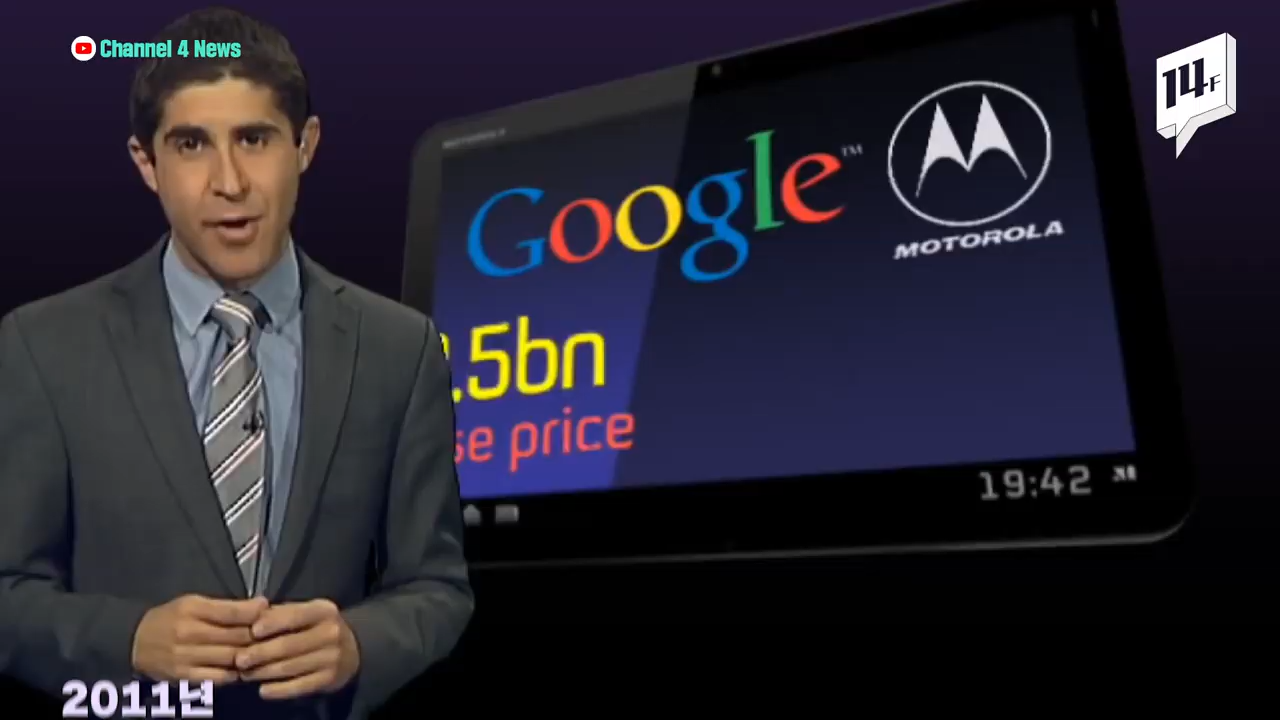 Channel 4 News
14F
Google™
MOTOROLA
.5bn
se price
19:42
2011년